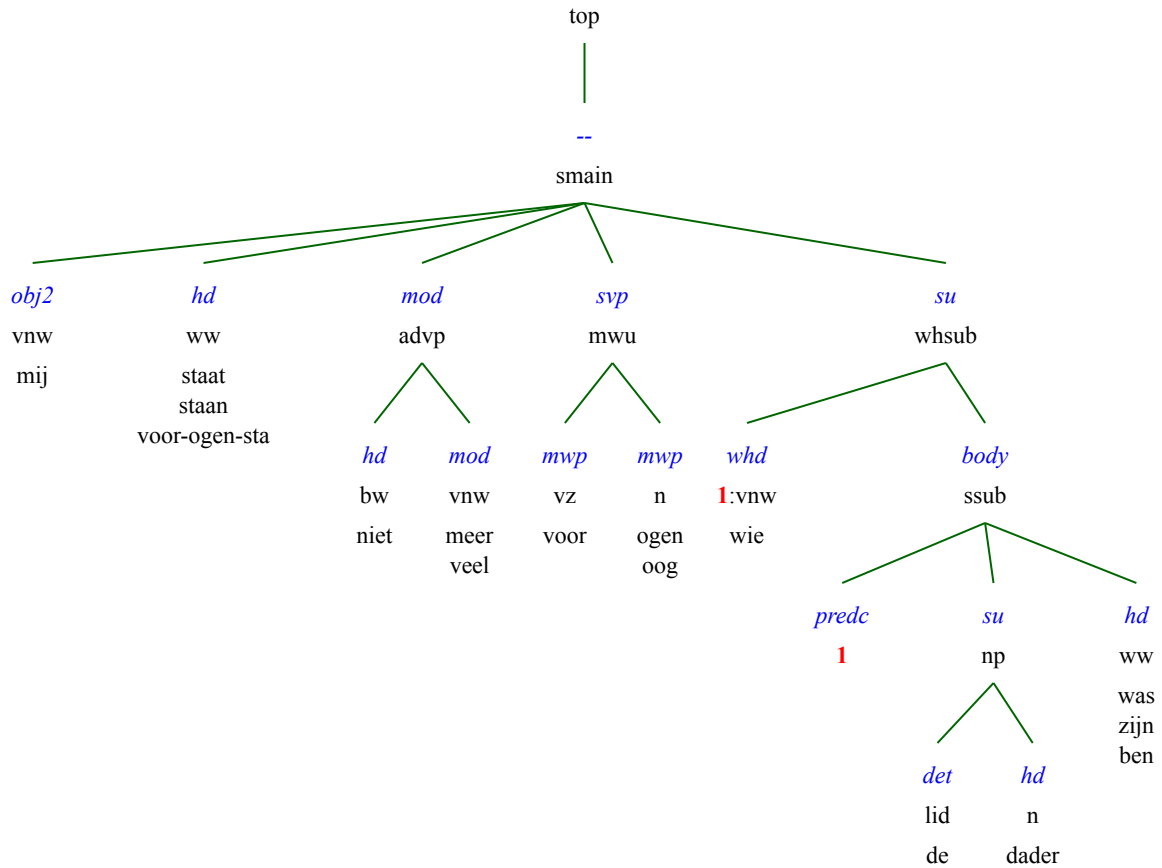 top
--
smain
obj2 hd mod svp su
vnw ww advp mwu whsub
mij staat
staan
voor-ogen-sta
hd mod mwp mwp whd body
bw vnw vz n 1:vnw ssub
niet meer voor ogen wie
veel oog
predc su hd
1 np ww
was
zijn
ben
det hd
lid n
de dader